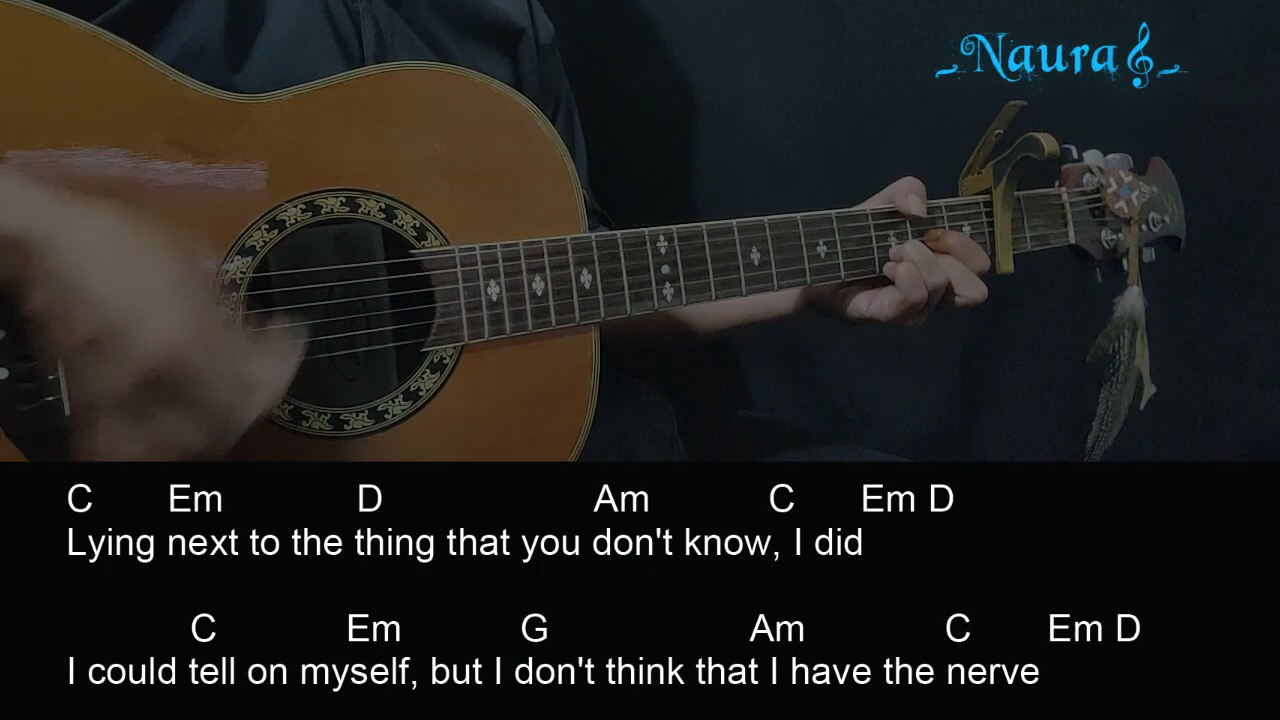 Naura
C Em D Am C Em D
Lying next to the thing that you don't know, I did
C Em G Am C Em D
I could tell on myself, but I don't think that I have the nerve